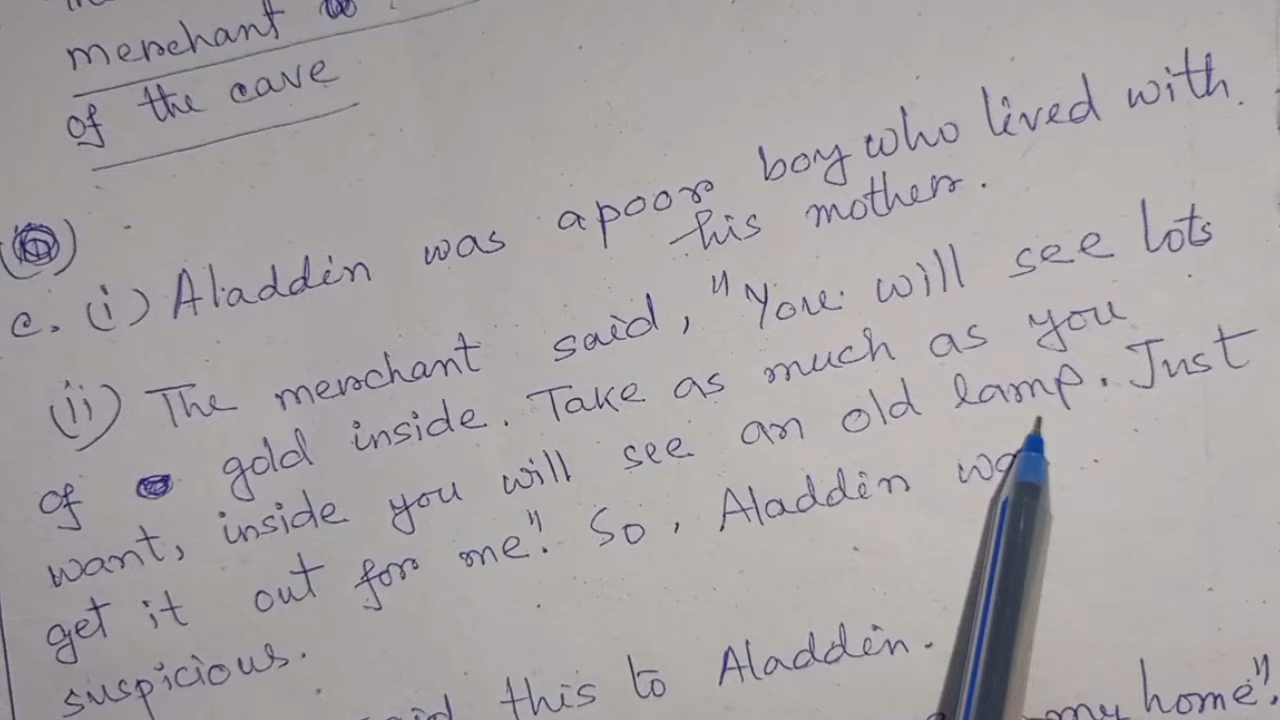 merchant
of the cave
c. (i) Aladdin was a poor boy who lived with
his mother.
(ii) The merchant said, "You will see lots
of gold inside. Take as much as you
want, inside you will see an old lamp. Just
get it out for me". So, Aladdin
suspicious.
this to Aladdin.
my home".